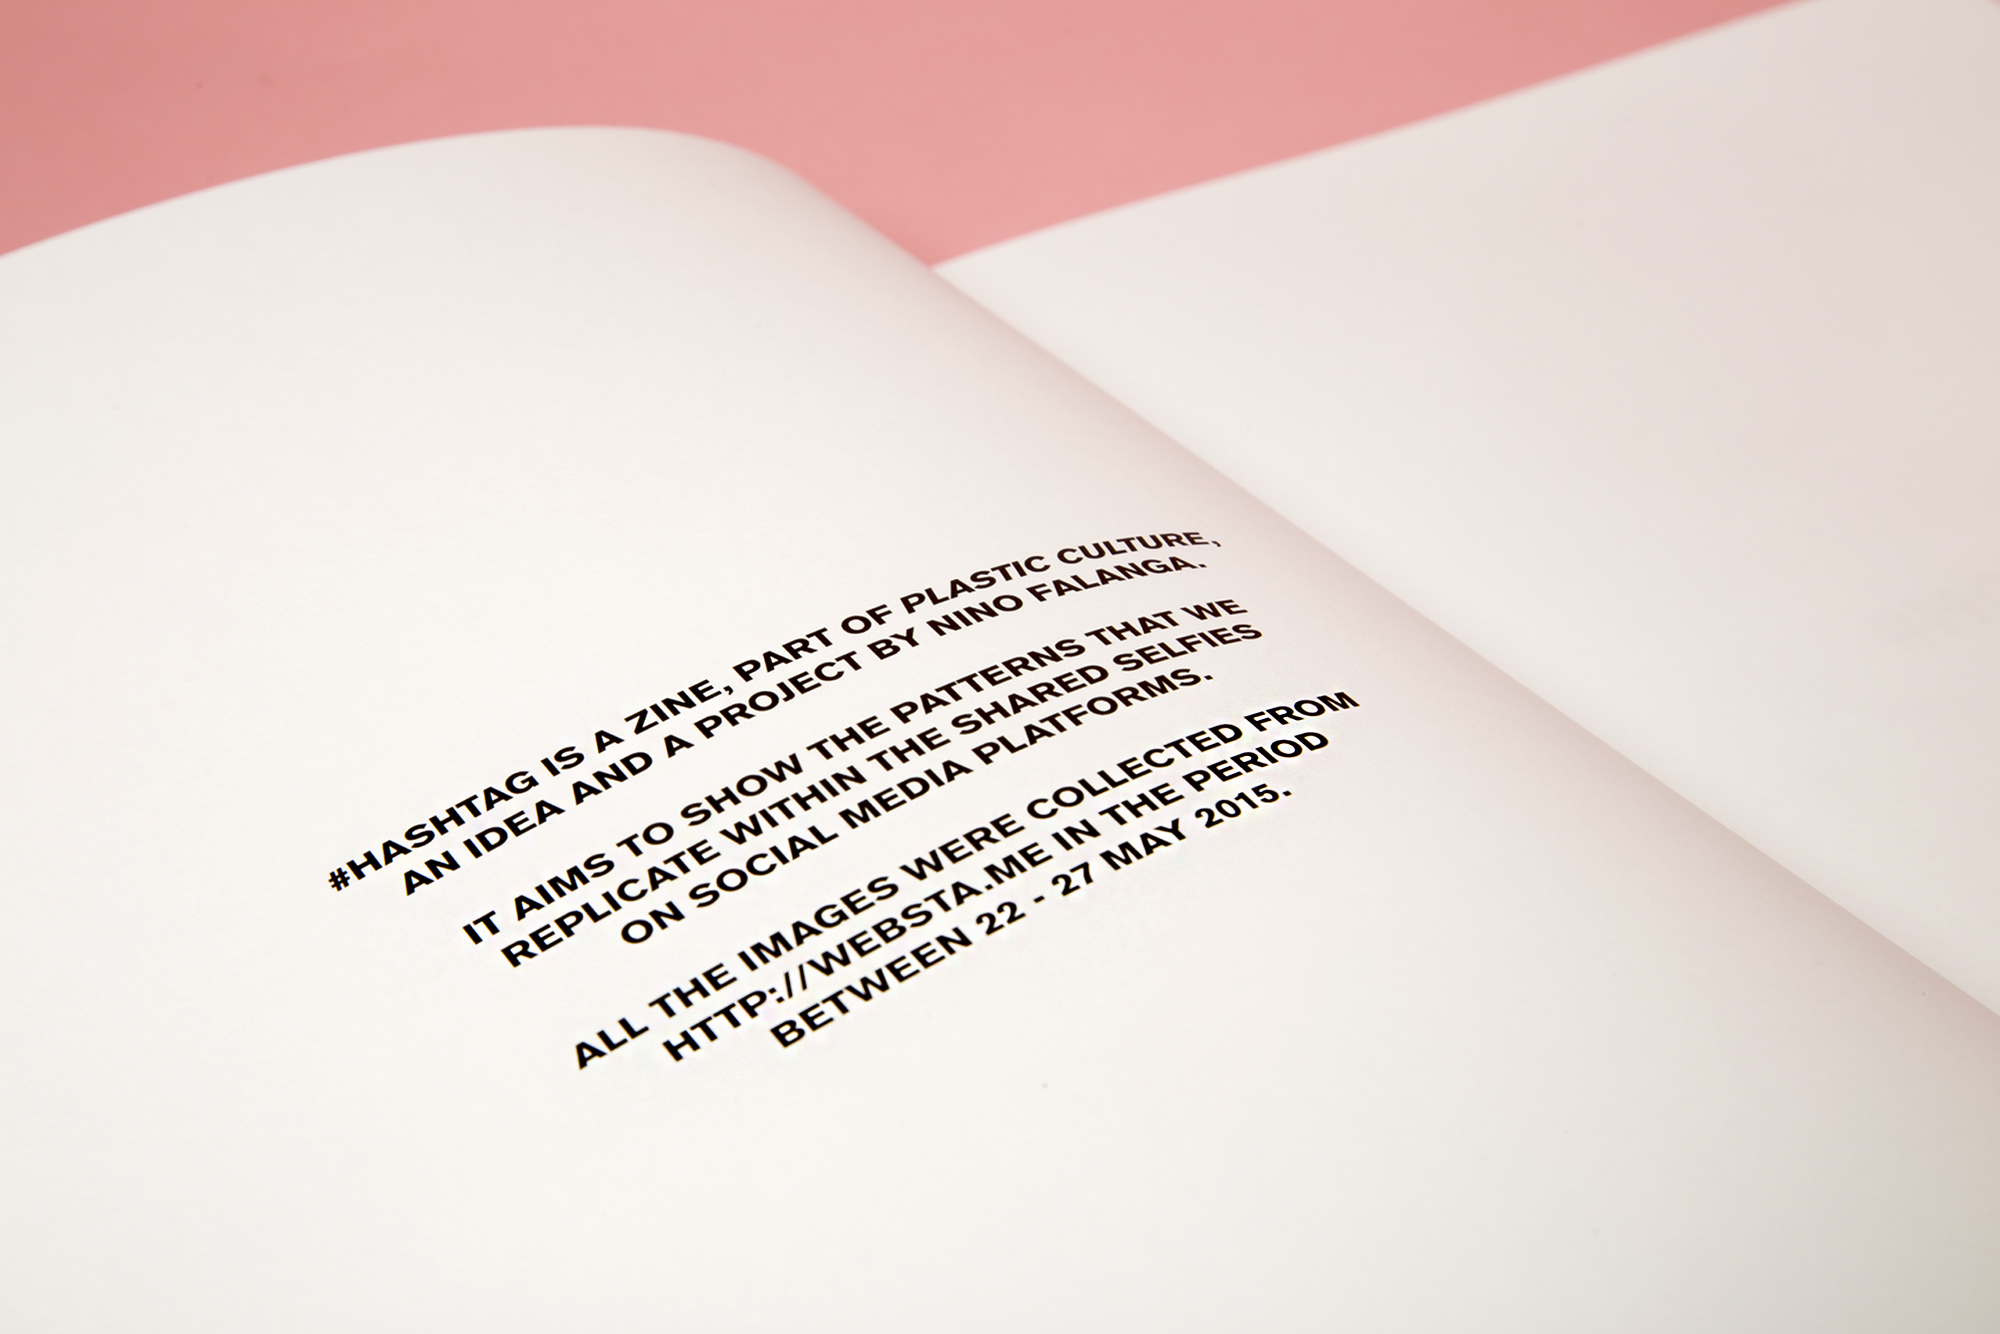 #HASHTAG IS A ZINE, PART OF PLASTIC CULTURE,
AN IDEA AND A PROJECT BY NINO FALANGA.
IT AIMS TO SHOW THE PATTERNS THAT WE
REPLICATE WITHIN THE SHARED SELFIES
ON SOCIAL MEDIA PLATFORMS.
ALL THE IMAGES WERE COLLECTED FROM
HTTP://WEBSTA.ME IN THE PERIOD
BETWEEN 22 - 27 MAY 2015.